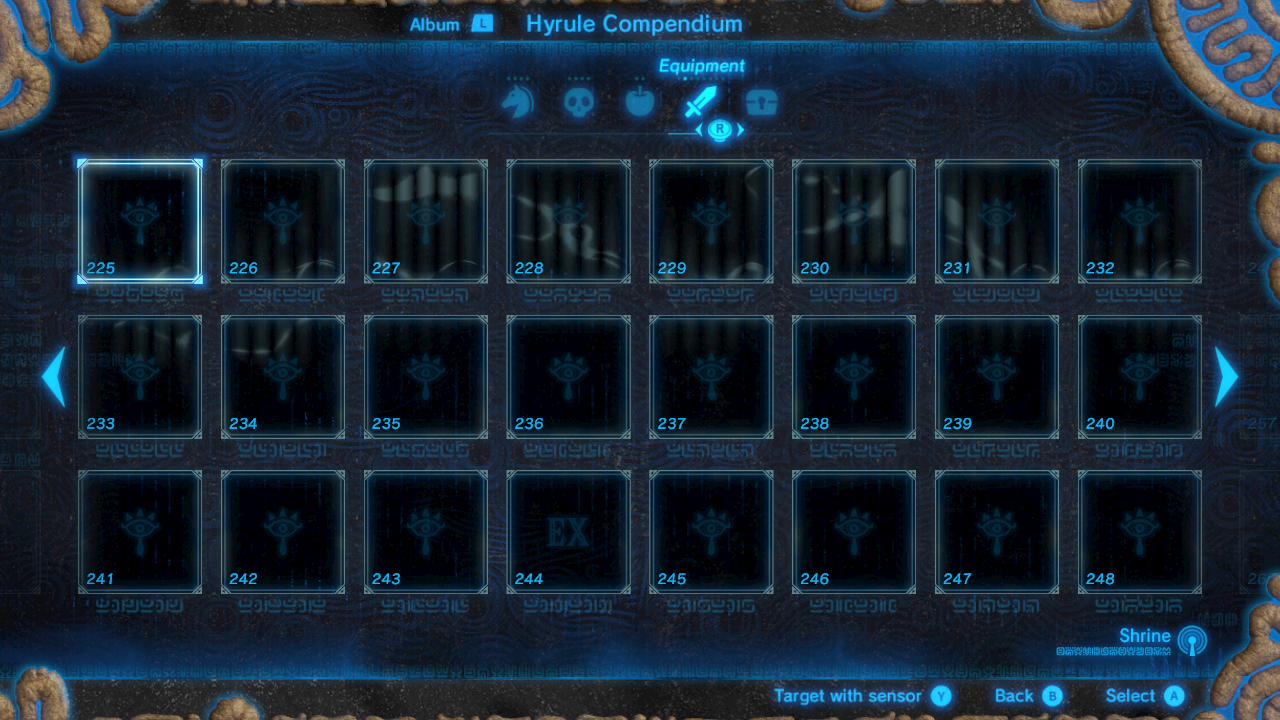 Album L Hyrule Compendium
Equipment
R
225 226 227 228 229 230 231 232
233 234 235 236 237 238 239 240
241 242 243 EX 244 245 246 247 248
Shrine
Target with sensor Y Back B Select A